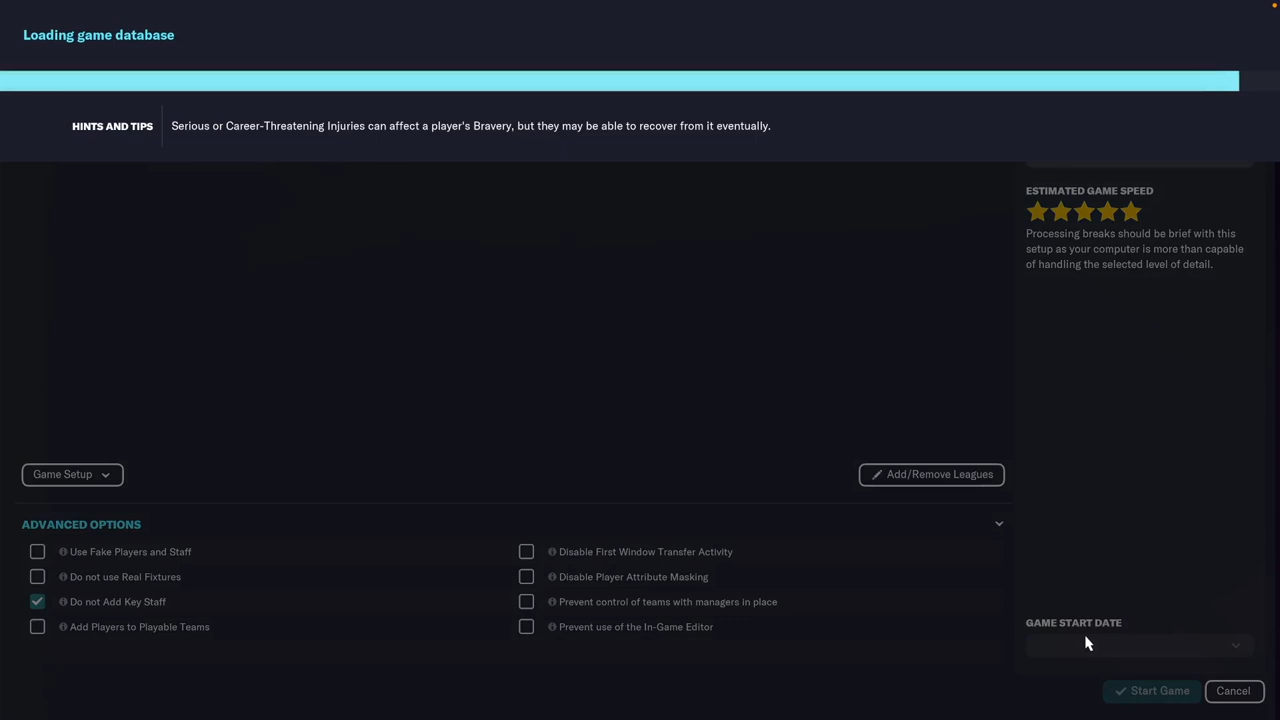 Loading game database
HINTS AND TIPS
Serious or Career-Threatening Injuries can affect a player's Bravery, but they may be able to recover from it eventually.
ESTIMATED GAME SPEED
Processing breaks should be brief with this
setup as your computer is more than capable
of handling the selected level of detail.
Game Setup
Add/Remove Leagues
ADVANCED OPTIONS
Use Fake Players and Staff
Disable First Window Transfer Activity
Do not use Real Fixtures
Disable Player Attribute Masking
Do not Add Key Staff
Prevent control of teams with managers in place
Add Players to Playable Teams
Prevent use of the In-Game Editor
GAME START DATE
Start Game
Cancel